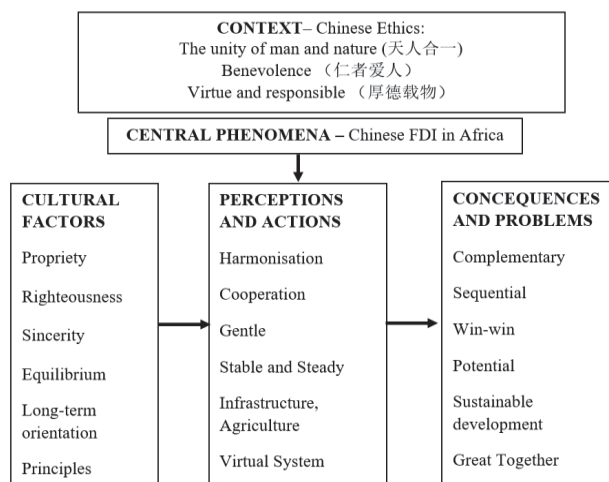 CONTEXT– Chinese Ethics:
The unity of man and nature (天人合一)
Benevolence （仁者爱人）
Virtue and responsible （厚德载物）
CENTRAL PHENOMENA – Chinese FDI in Africa
CULTURAL
FACTORS
Propriety
Righteousness
Sincerity
Equilibrium
Long-term
orientation
Principles
PERCEPTIONS
AND ACTIONS
Harmonisation
Cooperation
Gentle
Stable and Steady
Infrastructure,
Agriculture
Virtual System
CONCEQUENCES
AND PROBLEMS
Complementary
Sequential
Win-win
Potential
Sustainable
development
Great Together